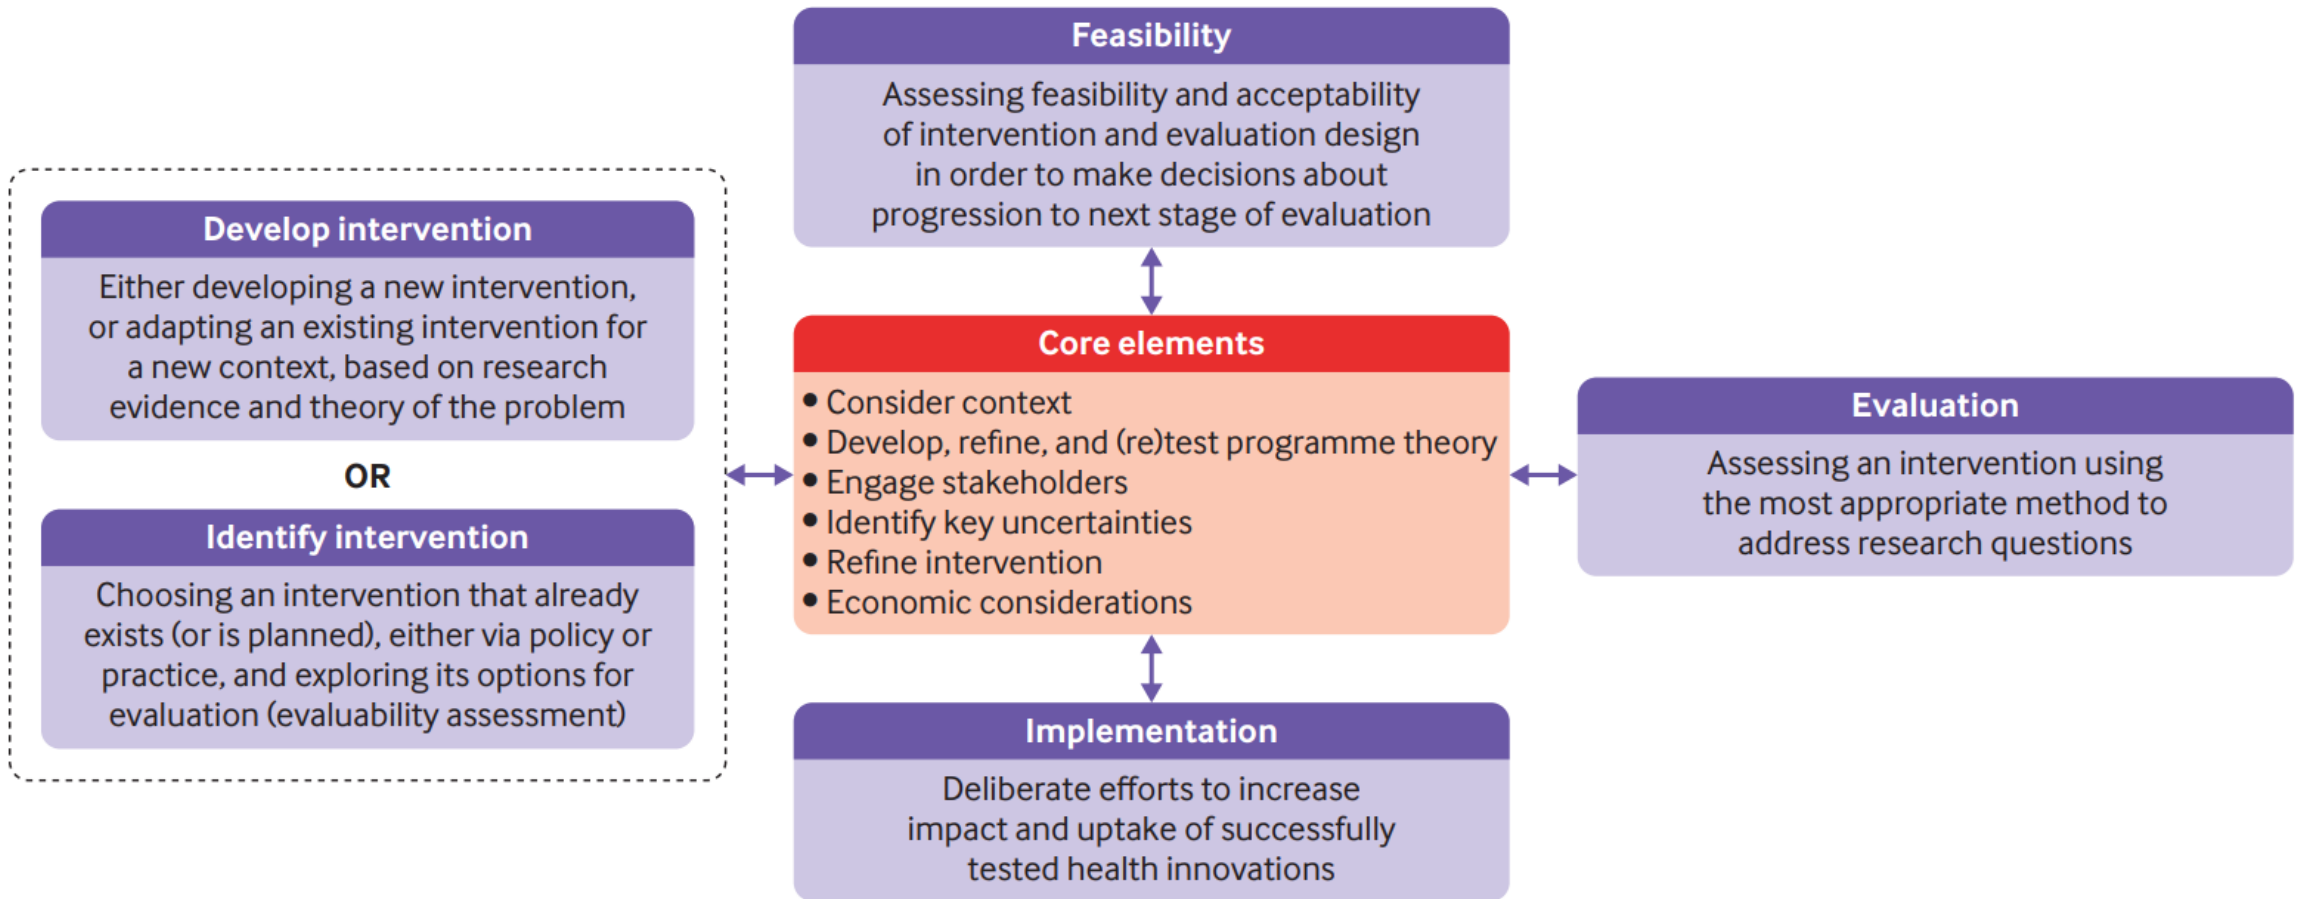 Feasibility
Assessing feasibility and acceptability
of intervention and evaluation design
in order to make decisions about
progression to next stage of evaluation
Develop intervention
Either developing a new intervention,
or adapting an existing intervention for
a new context, based on research
evidence and theory of the problem
OR
Identify intervention
Choosing an intervention that already
exists (or is planned), either via policy or
practice, and exploring its options for
evaluation (evaluability assessment)
Core elements
• Consider context
• Develop, refine, and (re)test programme theory
• Engage stakeholders
• Identify key uncertainties
• Refine intervention
• Economic considerations
Evaluation
Assessing an intervention using
the most appropriate method to
address research questions
Implementation
Deliberate efforts to increase
impact and uptake of successfully
tested health innovations